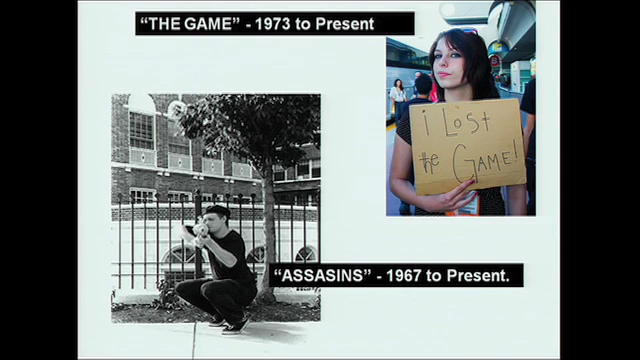 “THE GAME” - 1973 to Present
i Lost
the GAME!
“ASSASINS” - 1967 to Present.